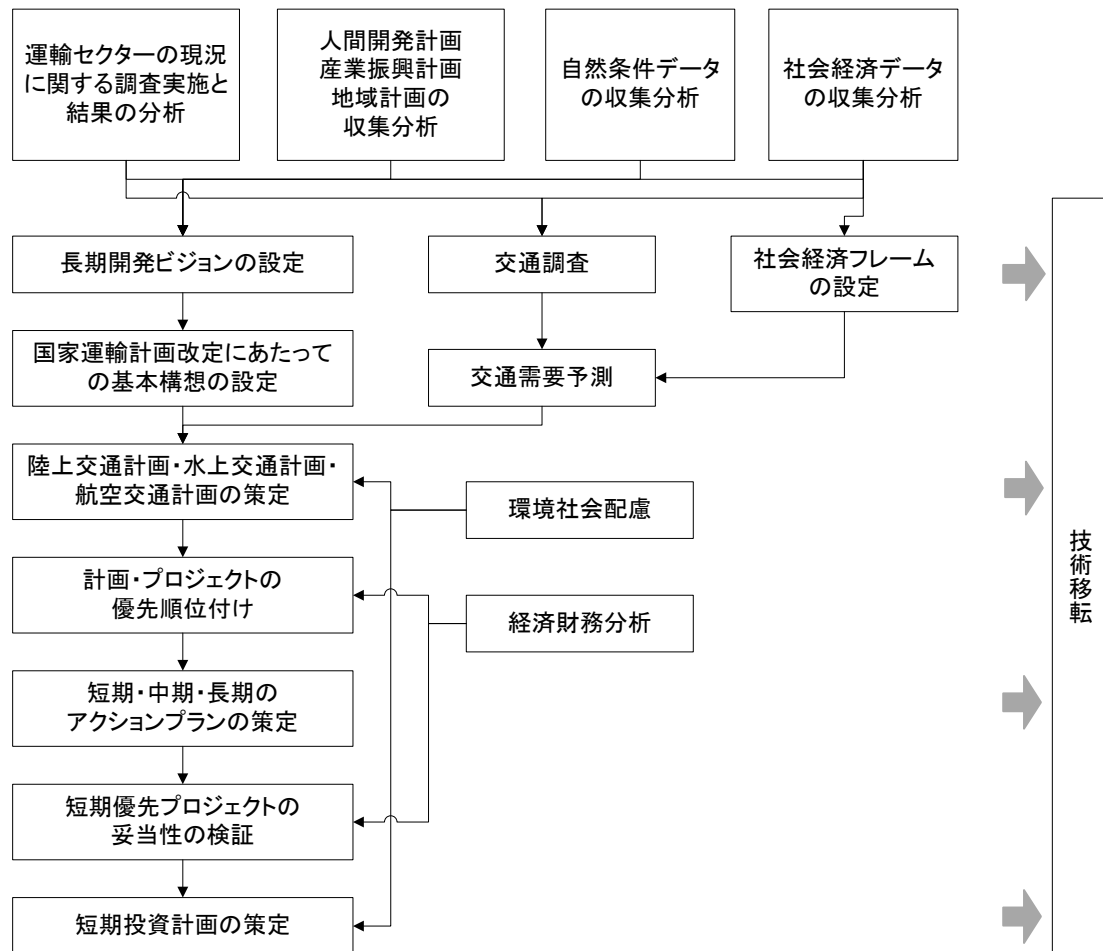 運輸セクターの現況
に関する調査実施と
結果の分析
人間開発計画
産業振興計画
地域計画の
収集分析
自然条件データ
の収集分析
社会経済データ
の収集分析
長期開発ビジョンの設定
交通調査
社会経済フレーム
の設定
国家運輸計画改定にあたって
の基本構想の設定
交通需要予測
陸上交通計画・水上交通計画・
航空交通計画の策定
環境社会配慮
計画・プロジェクトの
優先順位付け
経済財務分析
短期・中期・長期の
アクションプランの策定
短期優先プロジェクトの
妥当性の検証
短期投資計画の策定
技術移転